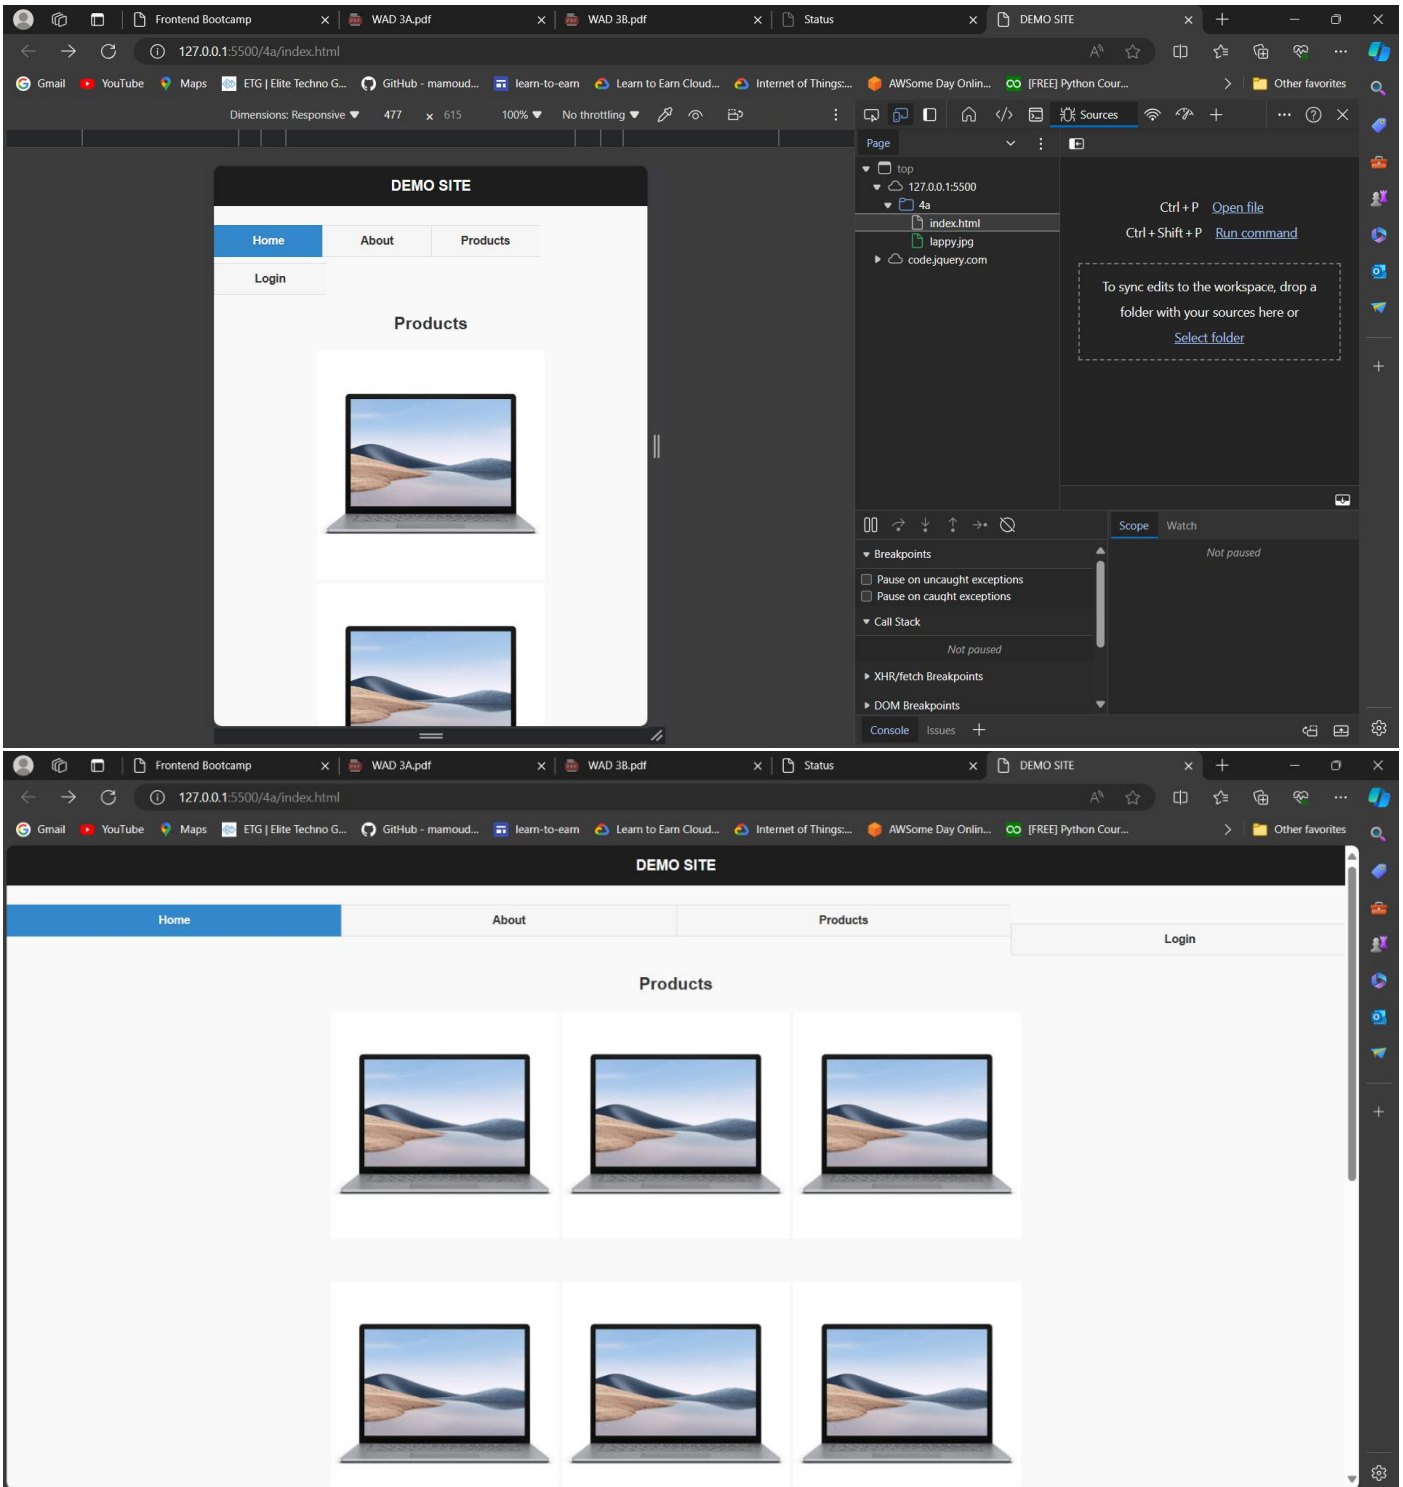 Frontend Bootcamp WAD 3A.pdf WAD 3B.pdf Status DEMO SITE
127.0.0.1:5500/4a/index.html
Gmail YouTube Maps ETG | Elite Techno G... GitHub - mamoud... learn-to-earn Learn to Earn Cloud... Internet of Things:... AWSome Day Onlin... [FREE] Python Cour... Other favorites
Dimensions: Responsive 477 x 615 100% No throttling Sources
Page
top
127.0.0.1:5500
4a
index.html
lappy.jpg
code.jquery.com
Ctrl + P Open file
Ctrl + Shift + P Run command
To sync edits to the workspace, drop a
folder with your sources here or
Select folder
DEMO SITE
Home About Products
Login
Products
Scope Watch
Not paused
Breakpoints
Pause on uncaught exceptions
Pause on caught exceptions
Call Stack
Not paused
XHR/fetch Breakpoints
DOM Breakpoints
Console Issues
Frontend Bootcamp WAD 3A.pdf WAD 3B.pdf Status DEMO SITE
127.0.0.1:5500/4a/index.html
Gmail YouTube Maps ETG | Elite Techno G... GitHub - mamoud... learn-to-earn Learn to Earn Cloud... Internet of Things:... AWSome Day Onlin... [FREE] Python Cour... Other favorites
DEMO SITE
Home About Products
Login
Products